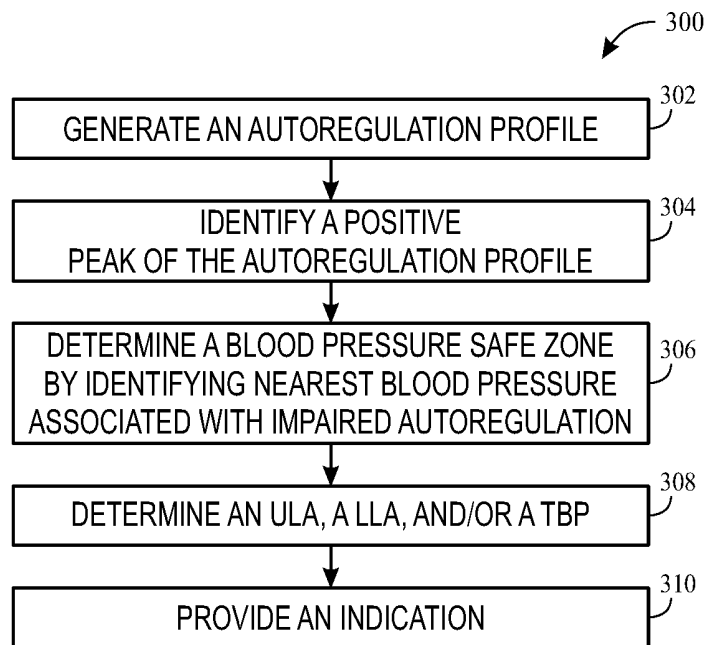 300
302
GENERATE AN AUTOREGULATION PROFILE
304
IDENTIFY A POSITIVE
PEAK OF THE AUTOREGULATION PROFILE
306
DETERMINE A BLOOD PRESSURE SAFE ZONE
BY IDENTIFYING NEAREST BLOOD PRESSURE
ASSOCIATED WITH IMPAIRED AUTOREGULATION
308
DETERMINE AN ULA, A LLA, AND/OR A TBP
310
PROVIDE AN INDICATION